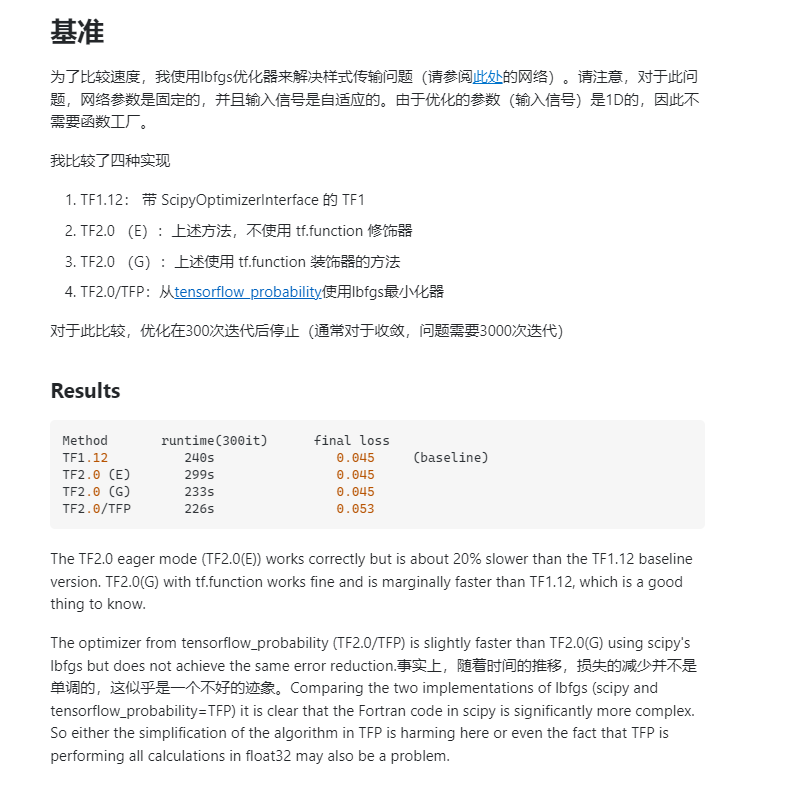 基准
为了比较速度，我使用lbfgs优化器来解决样式传输问题（请参阅此处的网络）。请注意，对于此问
题，网络参数是固定的，并且输入信号是自适应的。由于优化的参数（输入信号）是1D的，因此不
需要函数工厂。
我比较了四种实现
1. TF1.12： 带 ScipyOptimizerInterface 的 TF1
2. TF2.0 （E）：上述方法，不使用 tf.function 修饰器
3. TF2.0 （G）：上述使用 tf.function 装饰器的方法
4. TF2.0/TFP：从tensorflow_probability使用lbfgs最小化器
对于此比较，优化在300次迭代后停止（通常对于收敛，问题需要3000次迭代）
Results
Method runtime(300it) final loss
TF1.12 240s 0.045 (baseline)
TF2.0 (E) 299s 0.045
TF2.0 (G) 233s 0.045
TF2.0/TFP 226s 0.053
The TF2.0 eager mode (TF2.0(E)) works correctly but is about 20% slower than the TF1.12 baseline
version. TF2.0(G) with tf.function works fine and is marginally faster than TF1.12, which is a good
thing to know.
The optimizer from tensorflow_probability (TF2.0/TFP) is slightly faster than TF2.0(G) using scipy's
lbfgs but does not achieve the same error reduction.事实上，随着时间的推移，损失的减少并不是
单调的，这似乎是一个不好的迹象。Comparing the two implementations of lbfgs (scipy and
tensorflow_probability=TFP) it is clear that the Fortran code in scipy is significantly more complex.
So either the simplification of the algorithm in TFP is harming here or even the fact that TFP is
performing all calculations in float32 may also be a problem.